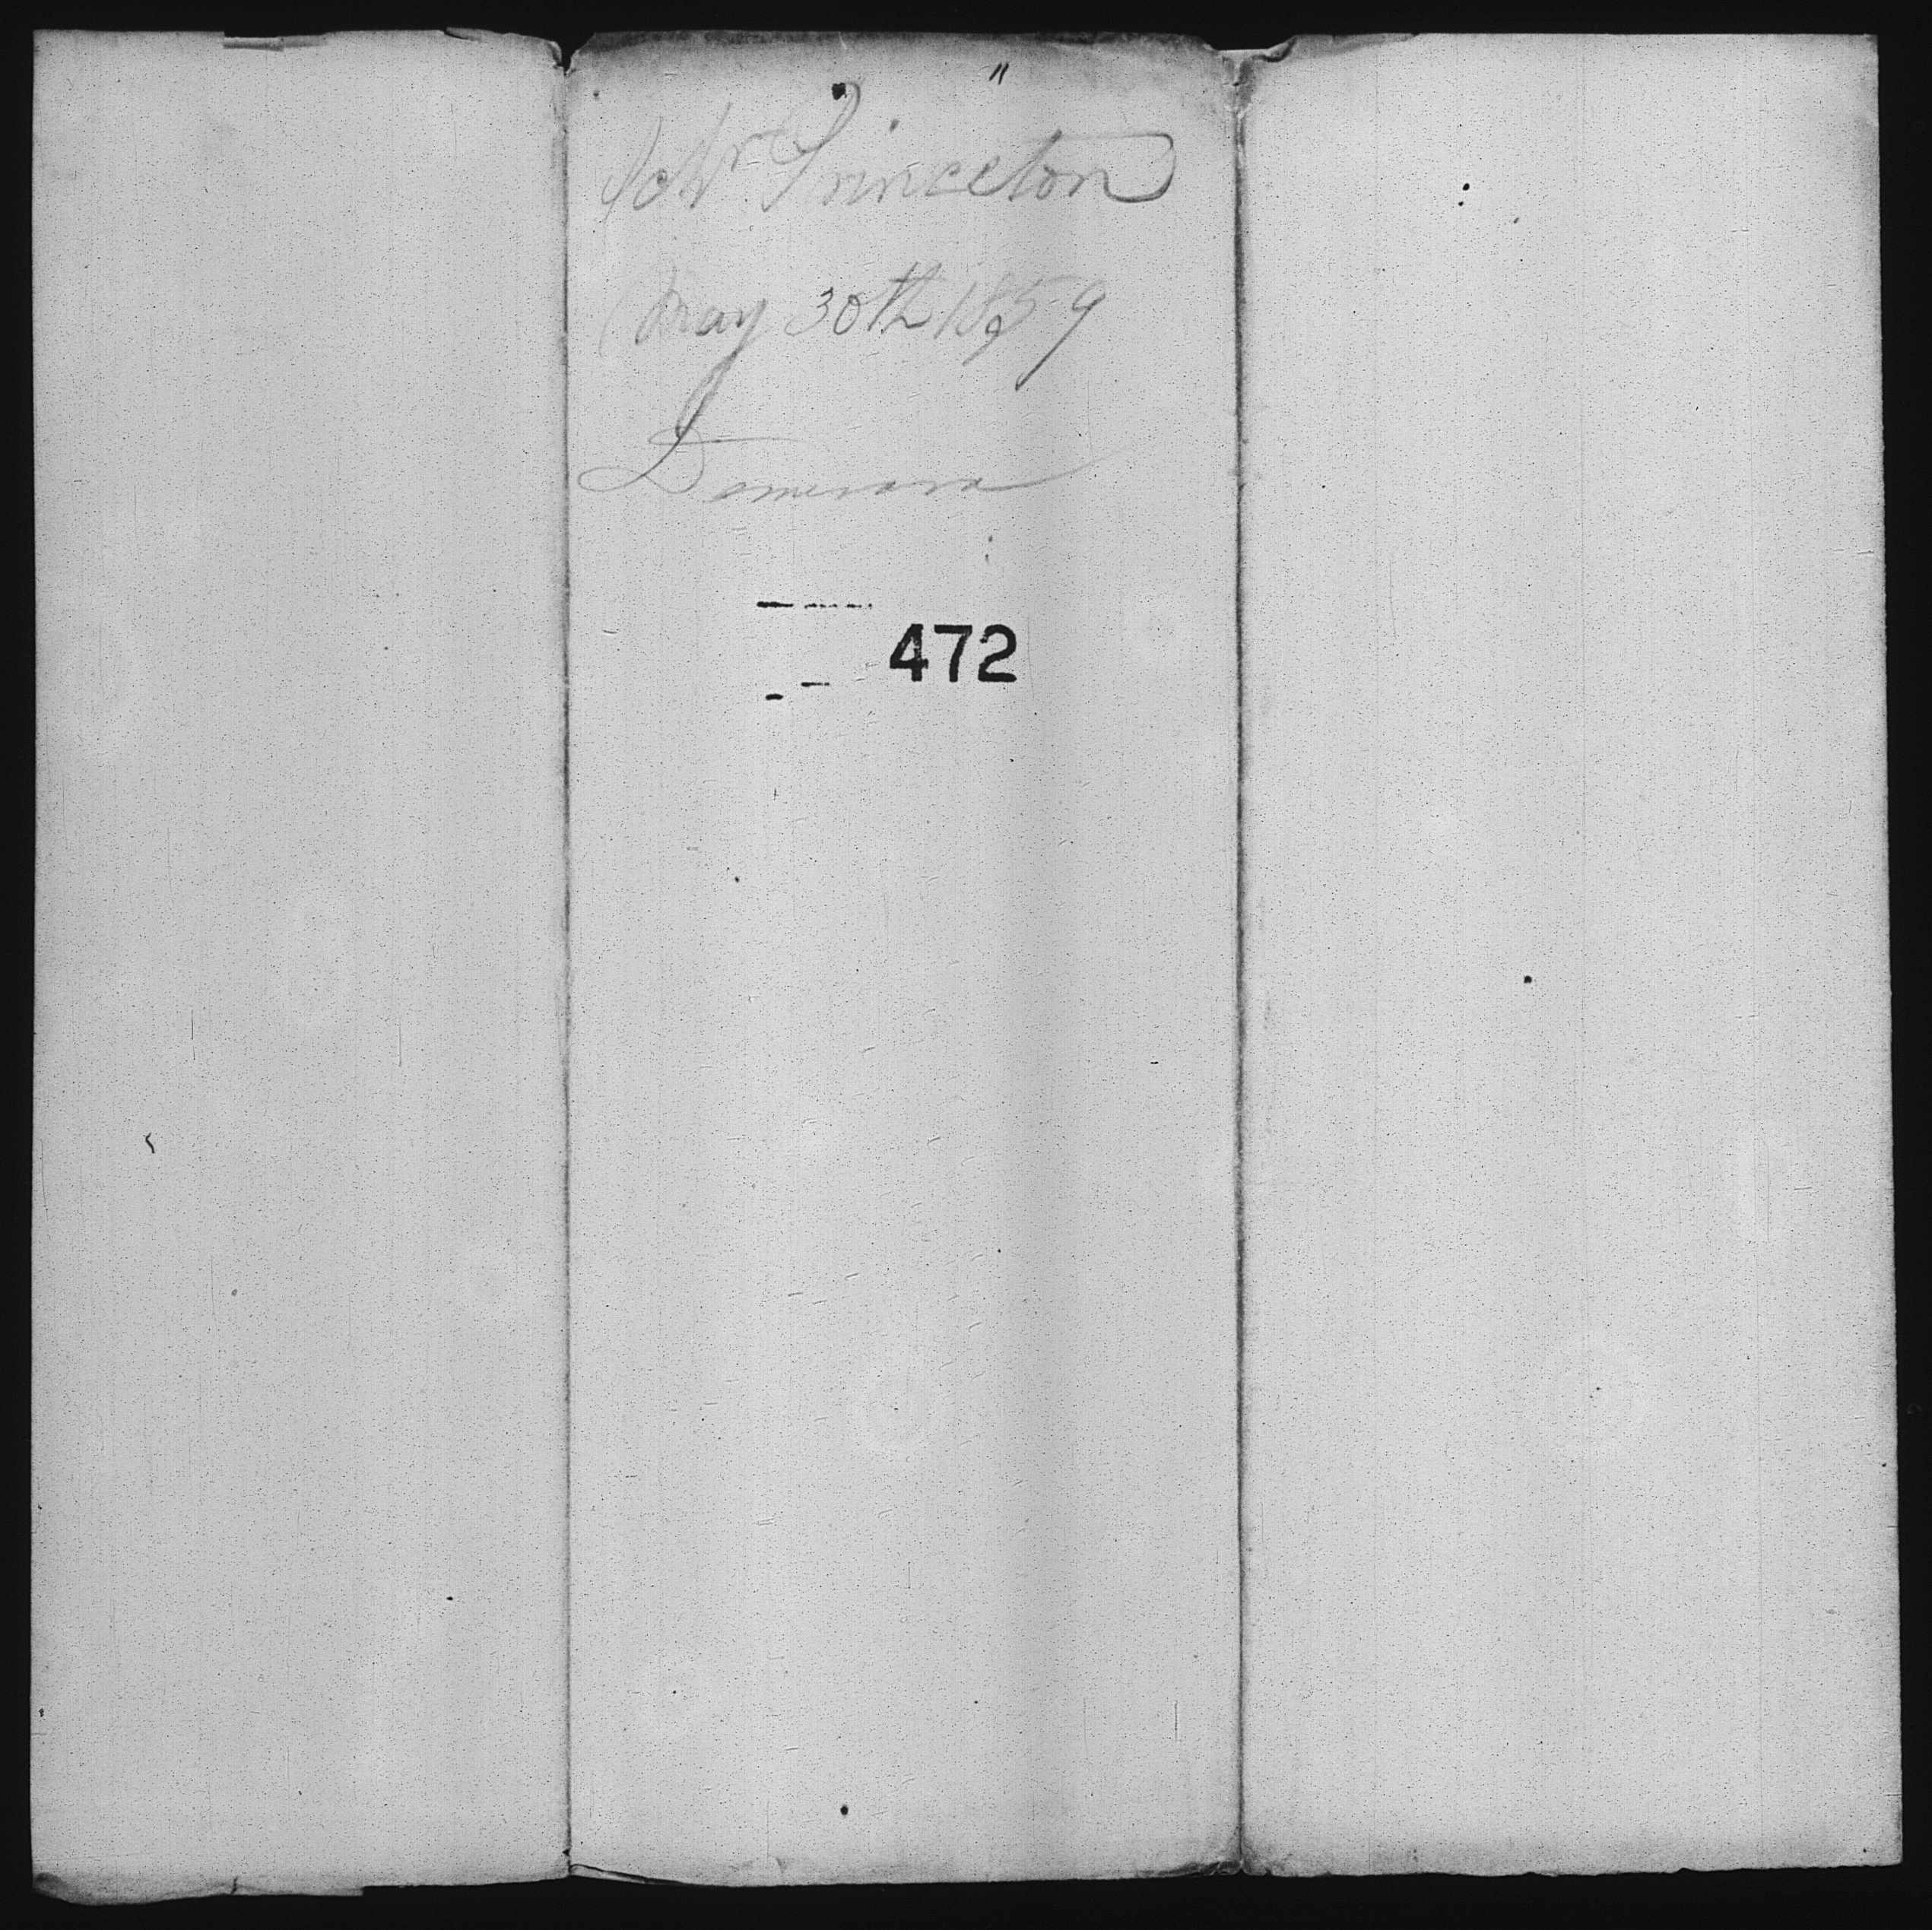 Schr Princeton
May 30th 1859
Demerara
472